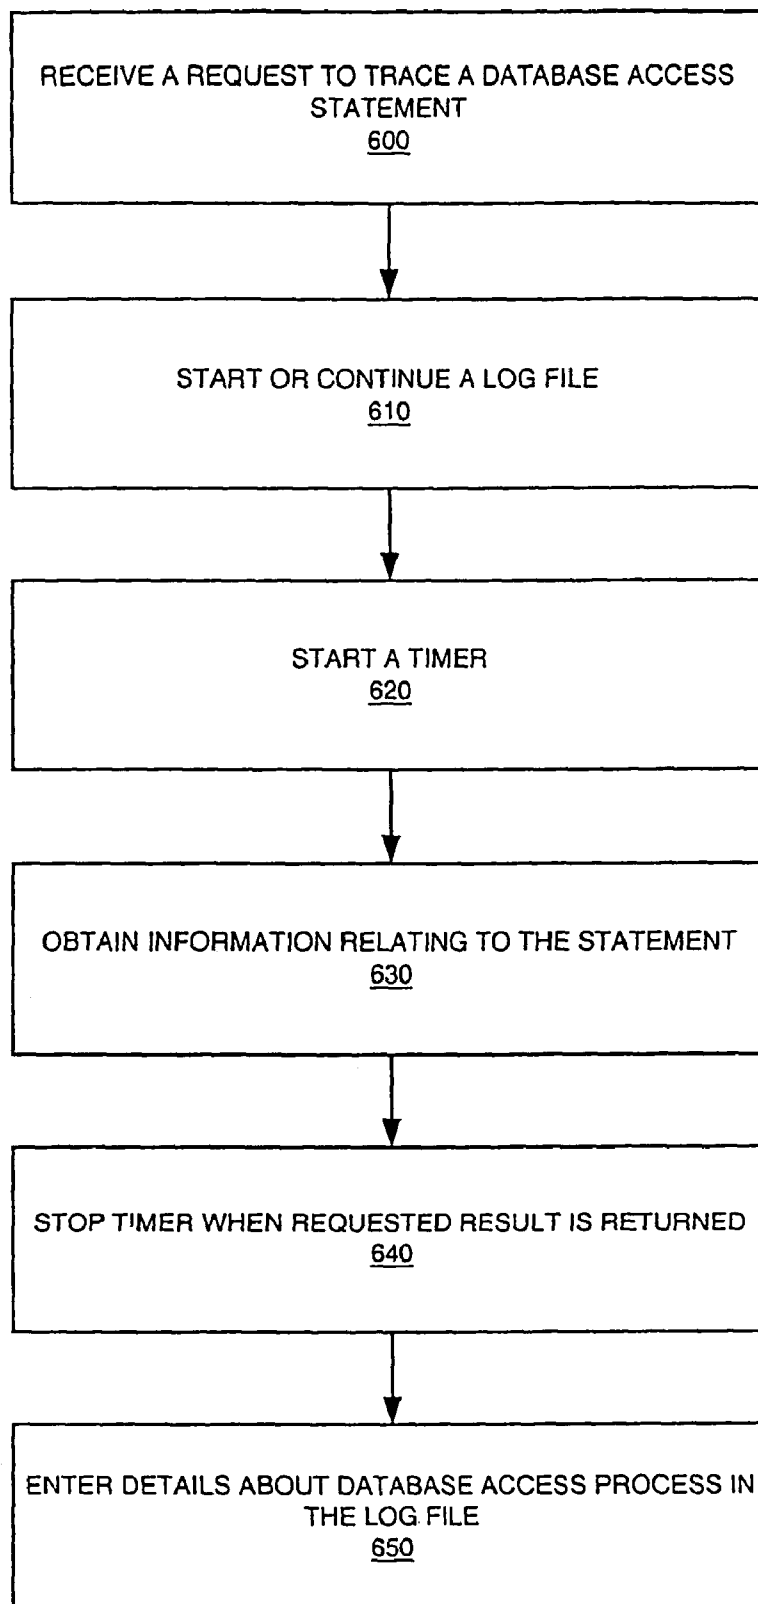 RECEIVE A REQUEST TO TRACE A DATABASE ACCESS
STATEMENT
600
START OR CONTINUE A LOG FILE
610
START A TIMER
620
OBTAIN INFORMATION RELATING TO THE STATEMENT
630
STOP TIMER WHEN REQUESTED RESULT IS RETURNED
640
ENTER DETAILS ABOUT DATABASE ACCESS PROCESS IN
THE LOG FILE
650